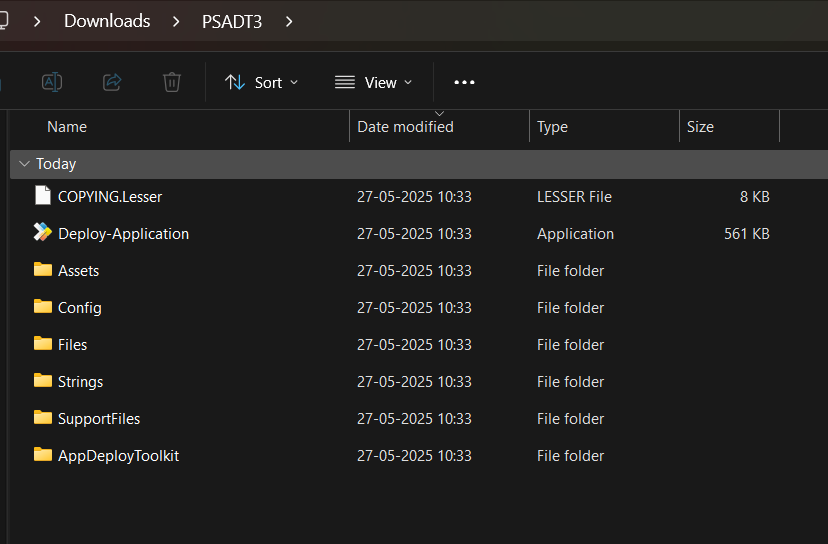 Downloads > PSADT3 >
Sort View
Name Date modified Type Size
Today
COPYING.Lesser 27-05-2025 10:33 LESSER File 8 KB
Deploy-Application 27-05-2025 10:33 Application 561 KB
Assets 27-05-2025 10:33 File folder
Config 27-05-2025 10:33 File folder
Files 27-05-2025 10:33 File folder
Strings 27-05-2025 10:33 File folder
SupportFiles 27-05-2025 10:33 File folder
AppDeployToolkit 27-05-2025 10:33 File folder